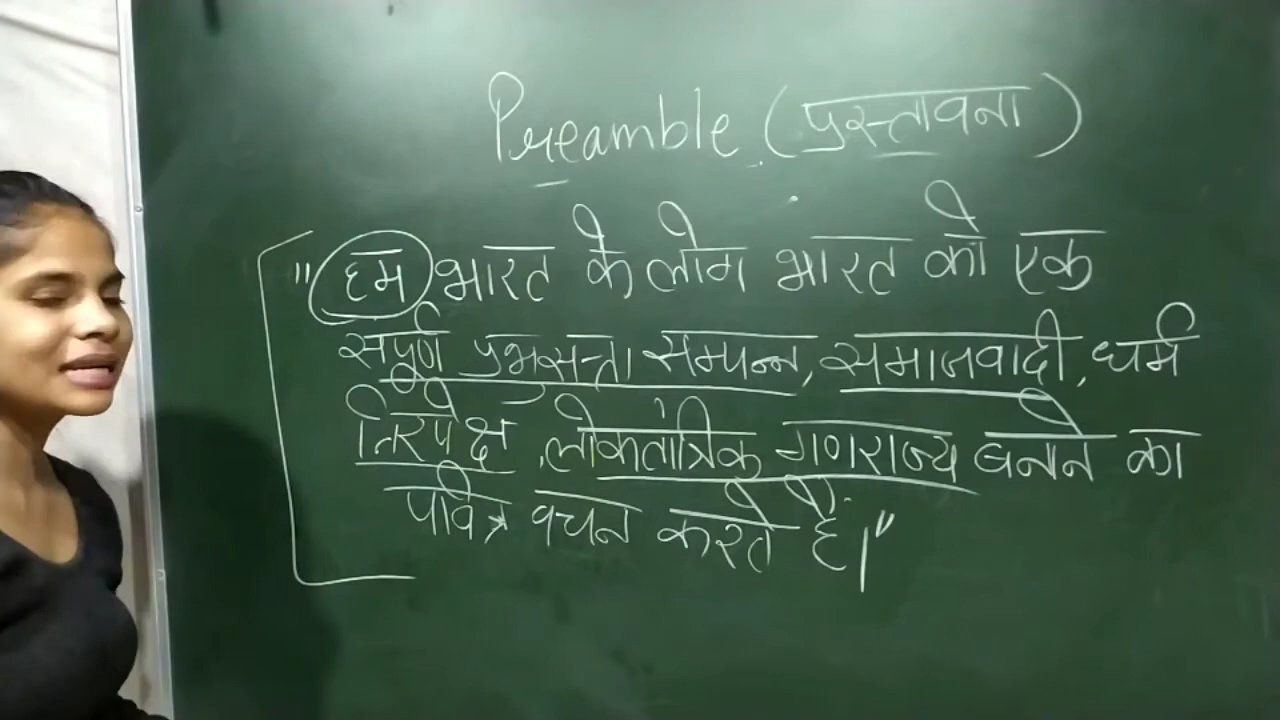 Preamble (प्रस्तावना)
"हम भारत के लोग भारत को एक
सपूर्ण प्रभुसत्ता सम्पन्न, समाजवादी, धर्म
निरपेक्ष, लोकतांत्रिक गणराज्य बनाने का
पवित्र वचन करते हैं।"